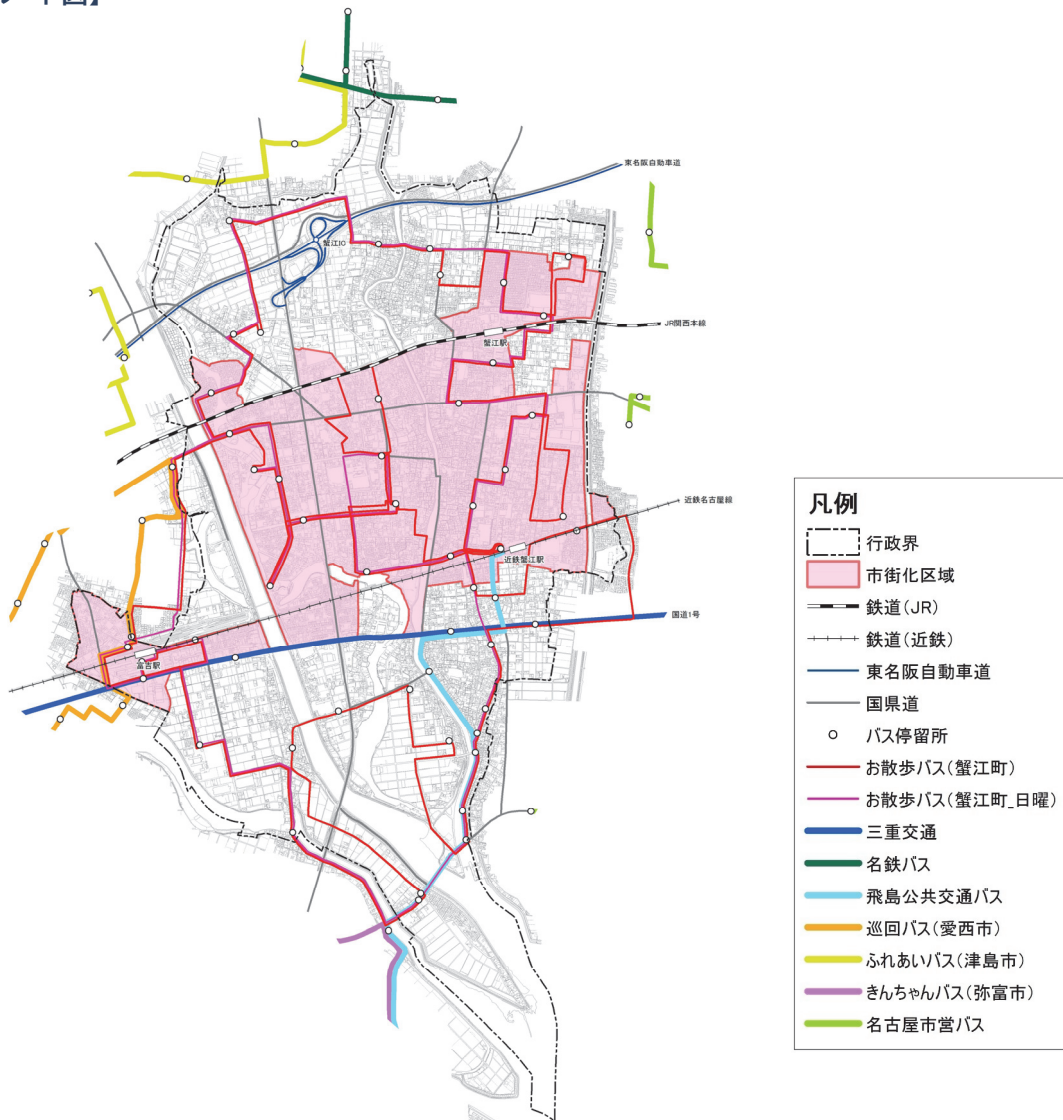 東名阪自動車道
蟹江IC
JR関西本線
蟹江駅
近鉄名古屋線
近鉄蟹江駅
国道1号
富吉駅
凡例
行政界
市街化区域
鉄道(JR)
鉄道(近鉄)
東名阪自動車道
国県道
バス停留所
お散歩バス(蟹江町)
お散歩バス(蟹江町_日曜)
三重交通
名鉄バス
飛島公共交通バス
巡回バス(愛西市)
ふれあいバス(津島市)
きんちゃんバス(弥富市)
名古屋市営バス